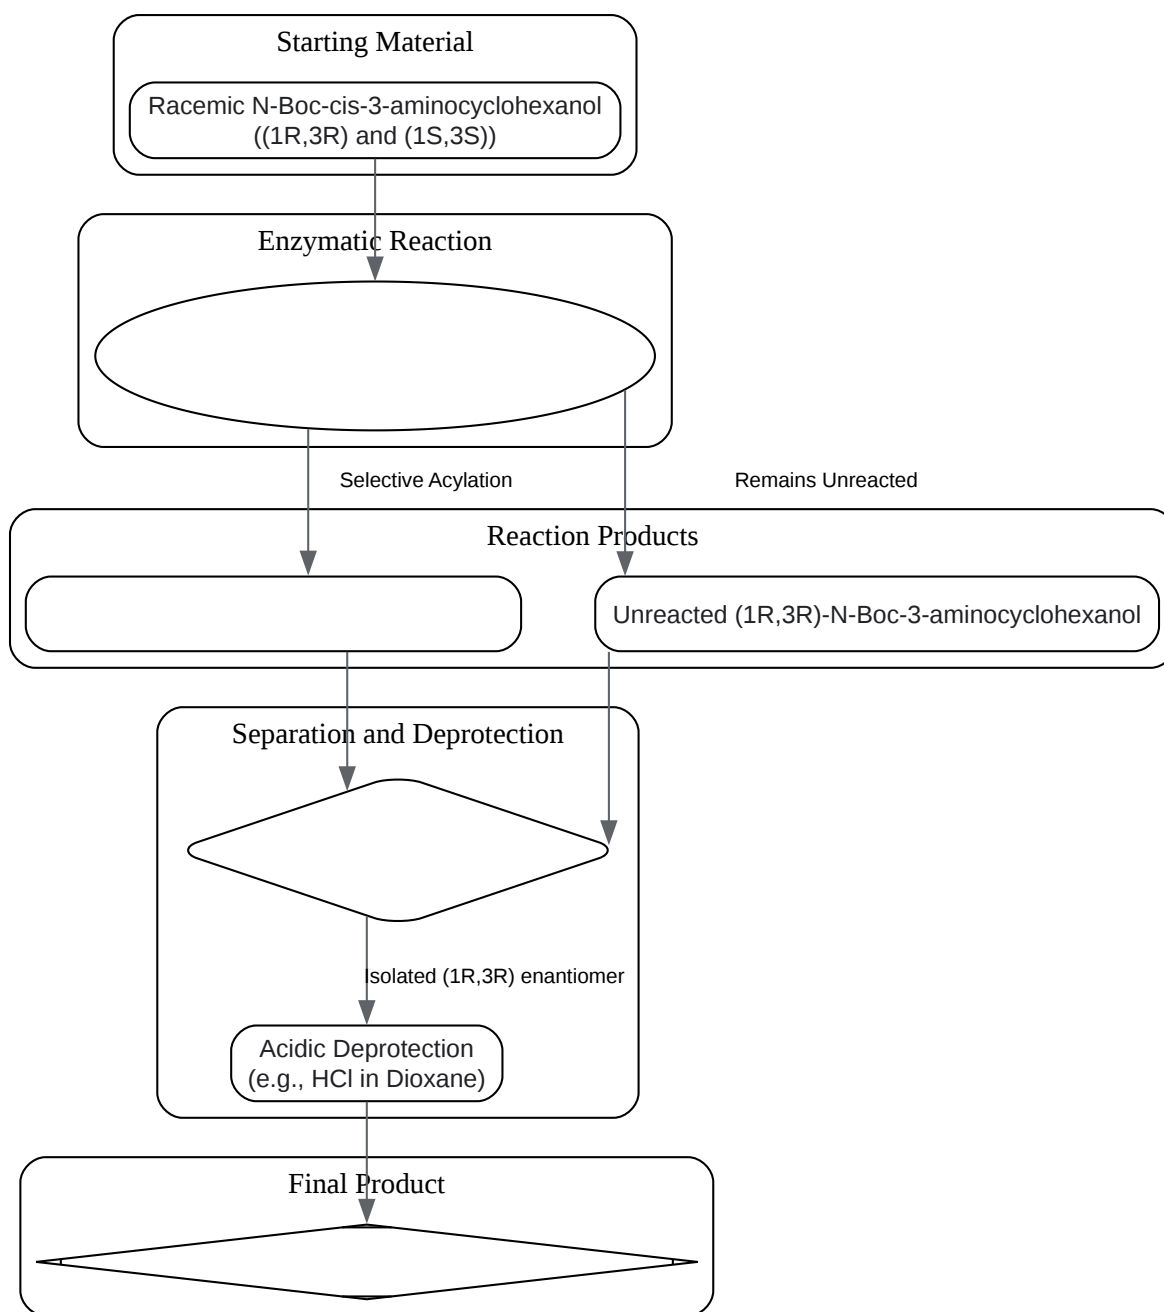 Starting Material
Racemic N-Boc-cis-3-aminocyclohexanol
((1R,3R) and (1S,3S))
Enzymatic Reaction
Selective Acylation
Remains Unreacted
Reaction Products
Unreacted (1R,3R)-N-Boc-3-aminocyclohexanol
Separation and Deprotection
Isolated (1R,3R) enantiomer
Acidic Deprotection
(e.g., HCl in Dioxane)
Final Product